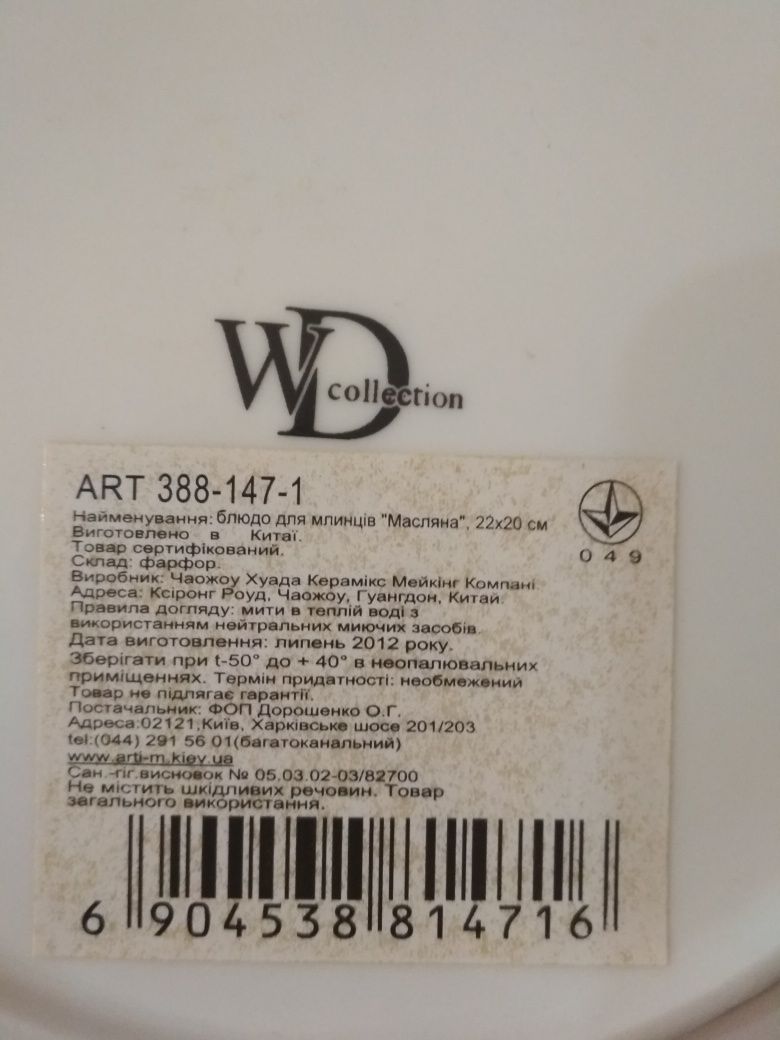 WD collection
ART 388-147-1
Найменування: блюдо для млинців "Масляна", 22х20 см
Виготовлено в Китаї.
Товар сертифікований.
Склад: фарфор.
Виробник: Чаожоу Хуада Керамікс Мейкінг Компані.
Адреса: Ксіронг Роуд, Чаожоу, Гуангдон, Китай.
Правила догляду: мити в теплій воді з
використанням нейтральних миючих засобів.
Дата виготовлення: липень 2012 року.
Зберігати при t-50° до + 40° в неопалювальних
приміщеннях. Термін придатності: необмежений
Товар не підлягає гарантії.
Постачальник: ФОП Дорошенко О.Г.
Адреса:02121,Київ, Харківське шосе 201/203
tel:(044) 291 56 01(багатоканальний)
www.arti-m.kiev.ua
Сан.-гіг.висновок № 05.03.02-03/82700
Не містить шкідливих речовин. Товар
загального використання.
049
6 904538 814716